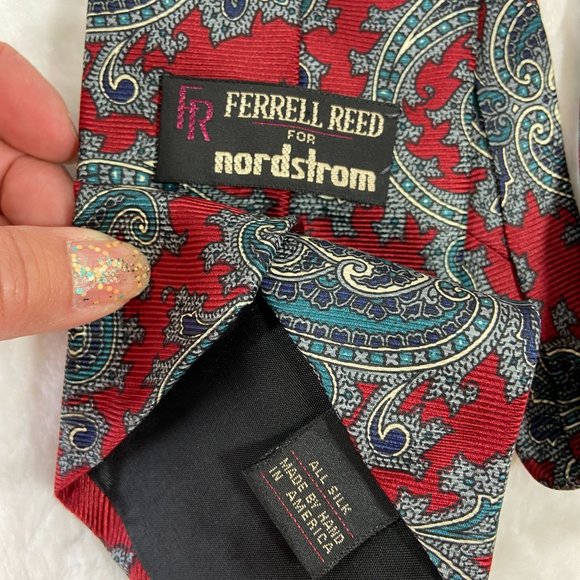 FR
FERRELL REED
FOR
nordstrom
ALL SILK
MADE BY HAND
IN AMERICA